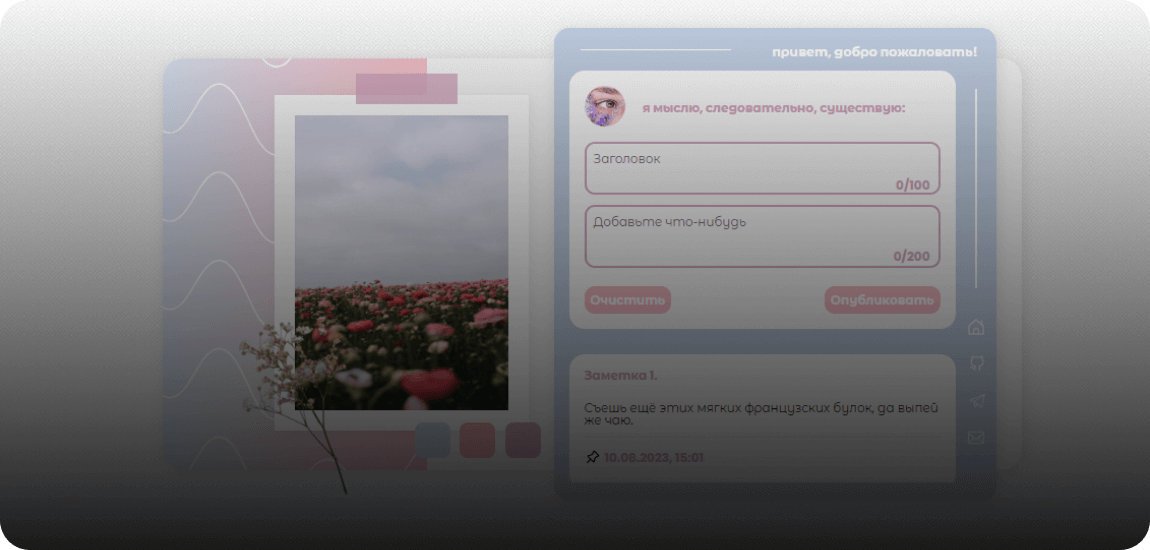 привет, добро пожаловать!
я мыслю, следовательно, существую:
Заголовок
0/100
Добавьте что-нибудь
0/200
Очистить
Опубликовать
Заметка 1.
Съешь ещё этих мягких французских булок, да выпей
же чаю.
10.08.2023, 15:01